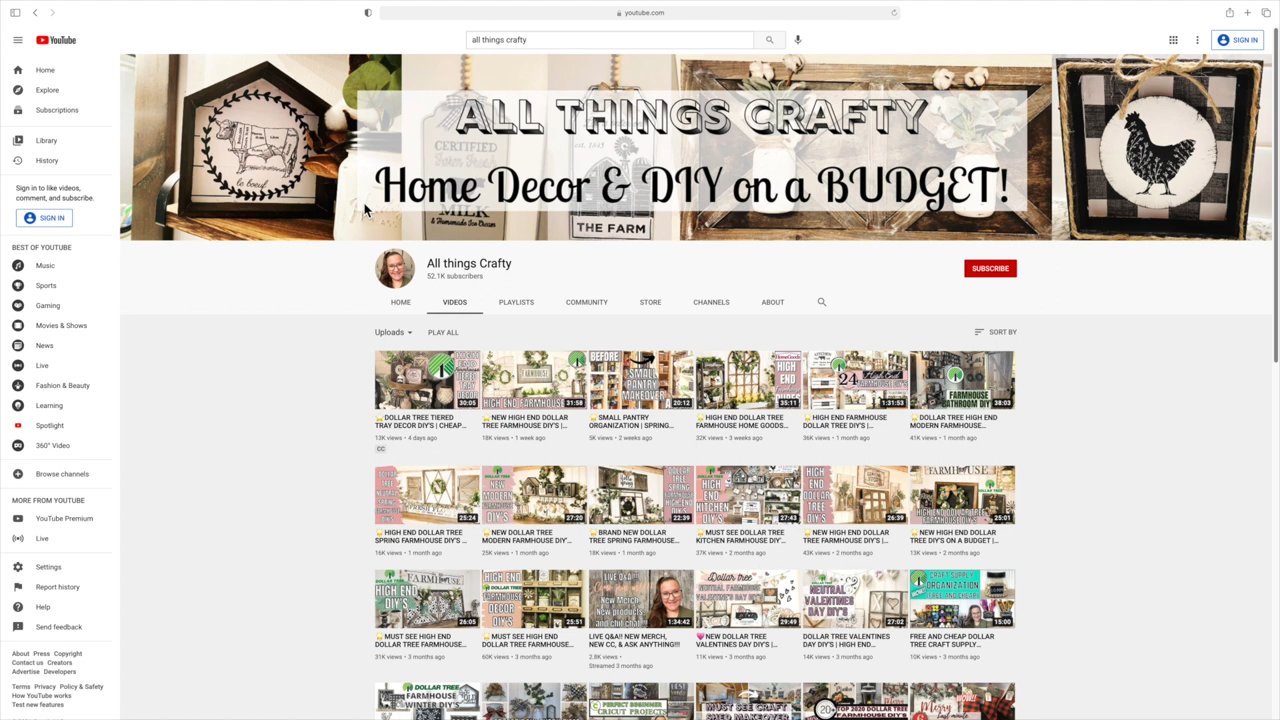 youtube.com
YouTube
all things crafty
SIGN IN
Home
Explore
Subscriptions
Library
History
Sign in to like videos,
comment, and subscribe.
SIGN IN
BEST OF YOUTUBE
Music
Sports
Gaming
Movies & Shows
News
Live
Fashion & Beauty
Learning
Spotlight
360° Video
Browse channels
MORE FROM YOUTUBE
YouTube Premium
Live
Settings
Report history
Help
Send feedback
About Press Copyright
Contact us Creators
Advertise Developers
Terms Privacy Policy & Safety
How YouTube works
Test new features
ALL THINGS CRAFTY
Home Decor & DIY on a BUDGET!
le boeuf
CERTIFIED
Farm Fresh
MILK
& Homemade Ice Cream
est. 1845
THE FARM
All things Crafty
52.1K subscribers
SUBSCRIBE
HOME VIDEOS PLAYLISTS COMMUNITY STORE CHANNELS ABOUT
Uploads PLAY ALL SORT BY
30:05 31:58 20:12 35:11 1:31:53 38:03
DOLLAR TREE TIERED
TRAY DECOR DIY'S | CHEAP...
13K views • 4 days ago
CC
NEW HIGH END DOLLAR
TREE FARMHOUSE DIY'S |...
18K views • 1 week ago
SMALL PANTRY
ORGANIZATION | SPRING...
5K views • 2 weeks ago
HIGH END DOLLAR TREE
FARMHOUSE HOME GOODS...
32K views • 3 weeks ago
HIGH END FARMHOUSE
DOLLAR TREE DIY'S |...
36K views • 1 month ago
DOLLAR TREE HIGH END
MODERN FARMHOUSE...
41K views • 1 month ago
25:24 27:20 22:39 27:43 26:39 25:01
HIGH END DOLLAR TREE
SPRING FARMHOUSE DIY'S ...
16K views • 1 month ago
NEW DOLLAR TREE
MODERN FARMHOUSE DIY'...
25K views • 1 month ago
BRAND NEW DOLLAR
TREE SPRING FARMHOUSE...
18K views • 1 month ago
MUST SEE DOLLAR TREE
KITCHEN FARMHOUSE DIY'...
37K views • 2 months ago
NEW HIGH END DOLLAR
TREE FARMHOUSE DIY'S |...
43K views • 2 months ago
NEW HIGH END DOLLAR
TREE DIY'S ON A BUDGET |...
13K views • 2 months ago
26:05 25:51 1:34:42 29:49 27:02 15:00
MUST SEE HIGH END
DOLLAR TREE FARMHOUSE...
31K views • 3 months ago
MUST SEE HIGH END
DOLLAR TREE FARMHOUSE...
60K views • 3 months ago
LIVE Q&A!! NEW MERCH,
NEW CC, & ASK ANYTHING!!!
2.8K views •
Streamed 3 months ago
NEW DOLLAR TREE
VALENTINES DAY DIY'S |...
11K views • 3 months ago
DOLLAR TREE VALENTINES
DAY DIY'S | HIGH END...
14K views • 3 months ago
FREE AND CHEAP DOLLAR
TREE CRAFT SUPPLY...
10K views • 3 months ago